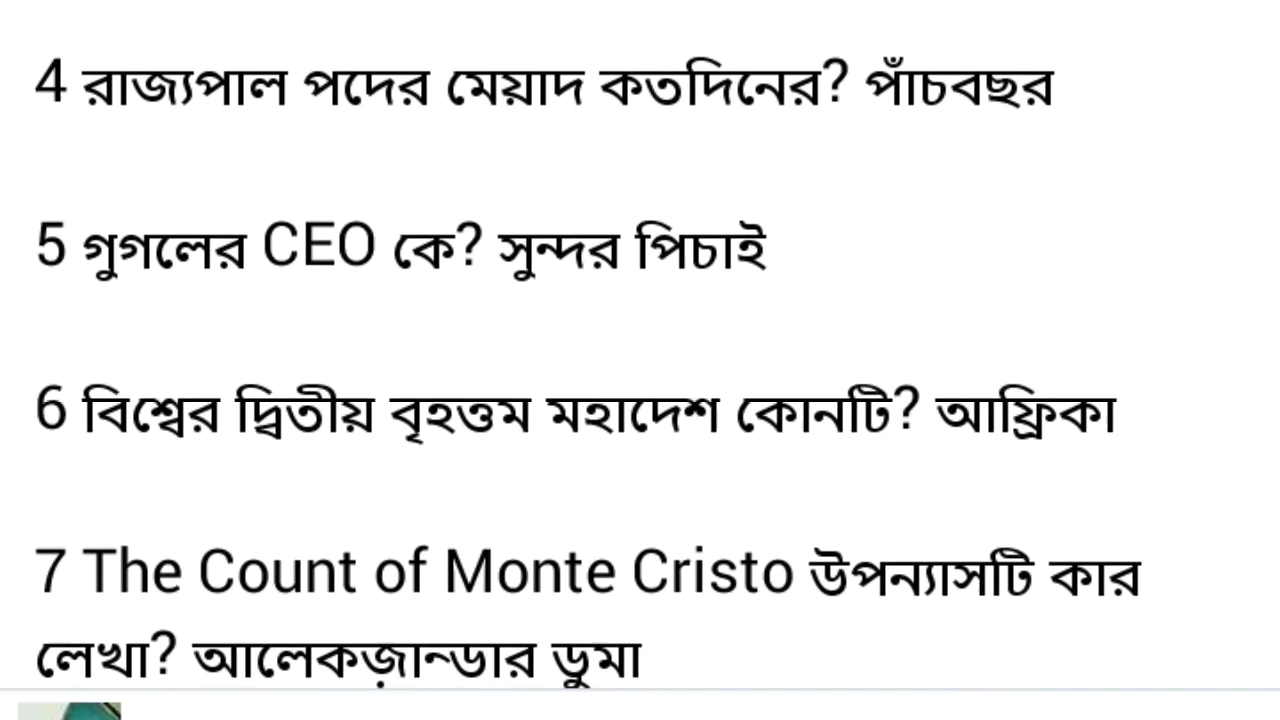 4 রাজ্যপাল পদের মেয়াদ কতদিনের? পাঁচবছর
5 গুগলের CEO কে? সুন্দর পিচাই
6 বিশ্বের দ্বিতীয় বৃহত্তম মহাদেশ কোনটি? আফ্রিকা
7 The Count of Monte Cristo উপন্যাসটি কার
লেখা? আলেকজ়ান্ডার ডুমা